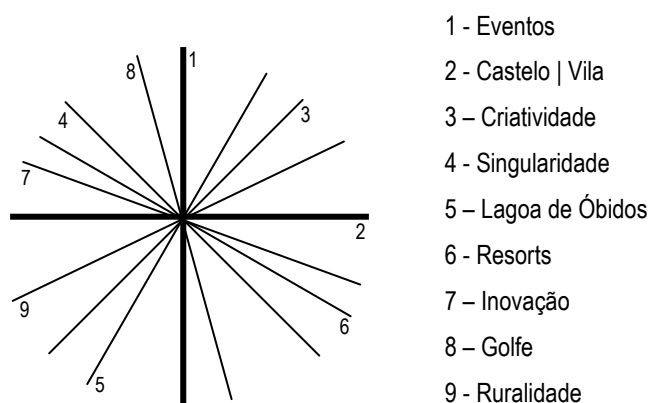 1
8
3
4
7
2
9
6
5
1 - Eventos
2 - Castelo | Vila
3 – Criatividade
4 - Singularidade
5 – Lagoa de Óbidos
6 - Resorts
7 – Inovação
8 – Golfe
9 - Ruralidade